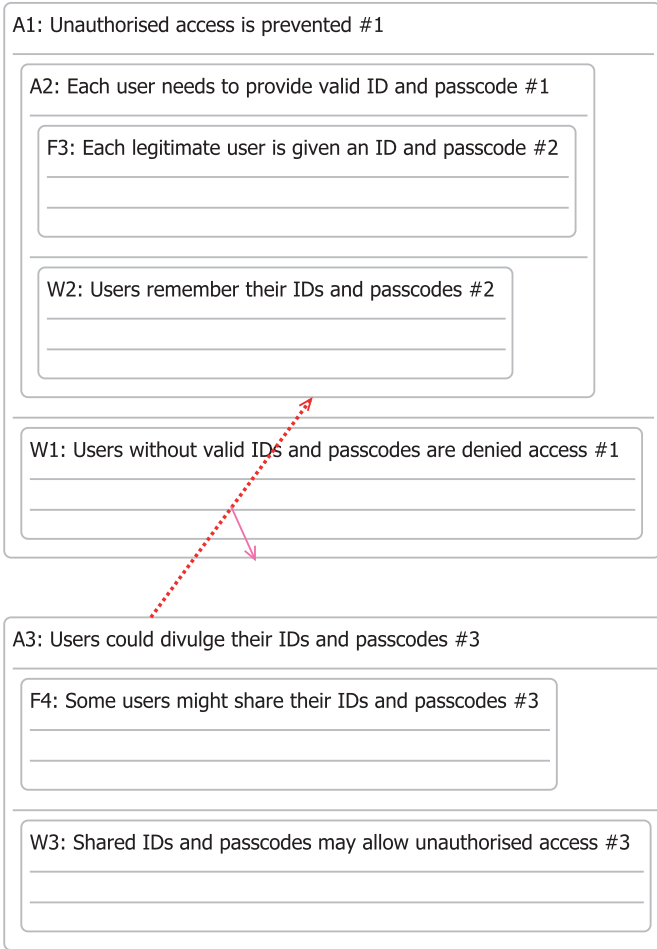 A1: Unauthorised access is prevented #1
A2: Each user needs to provide valid ID and passcode #1
F3: Each legitimate user is given an ID and passcode #2
W2: Users remember their IDs and passcodes #2
W1: Users without valid IDs and passcodes are denied access #1
A3: Users could divulge their IDs and passcodes #3
F4: Some users might share their IDs and passcodes #3
W3: Shared IDs and passcodes may allow unauthorised access #3